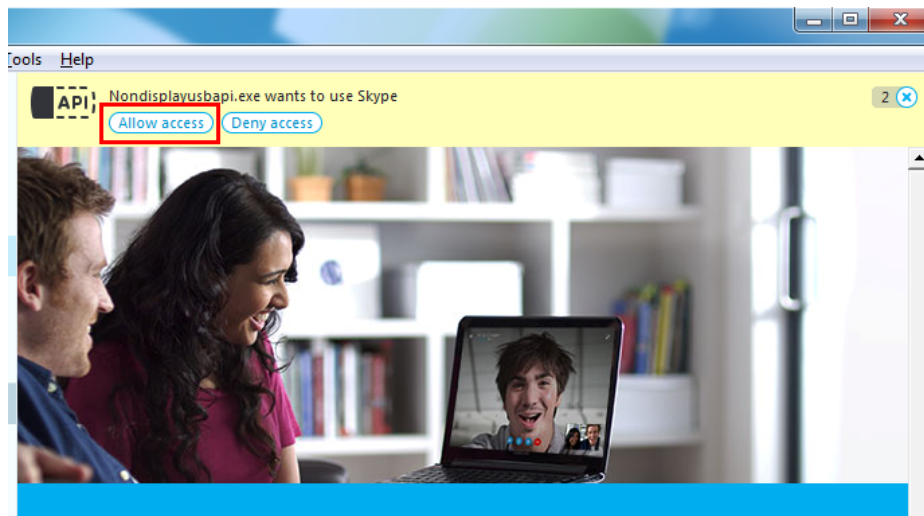 Tools Help
API Nondisplayusbapi.exe wants to use Skype 2
Allow access Deny access